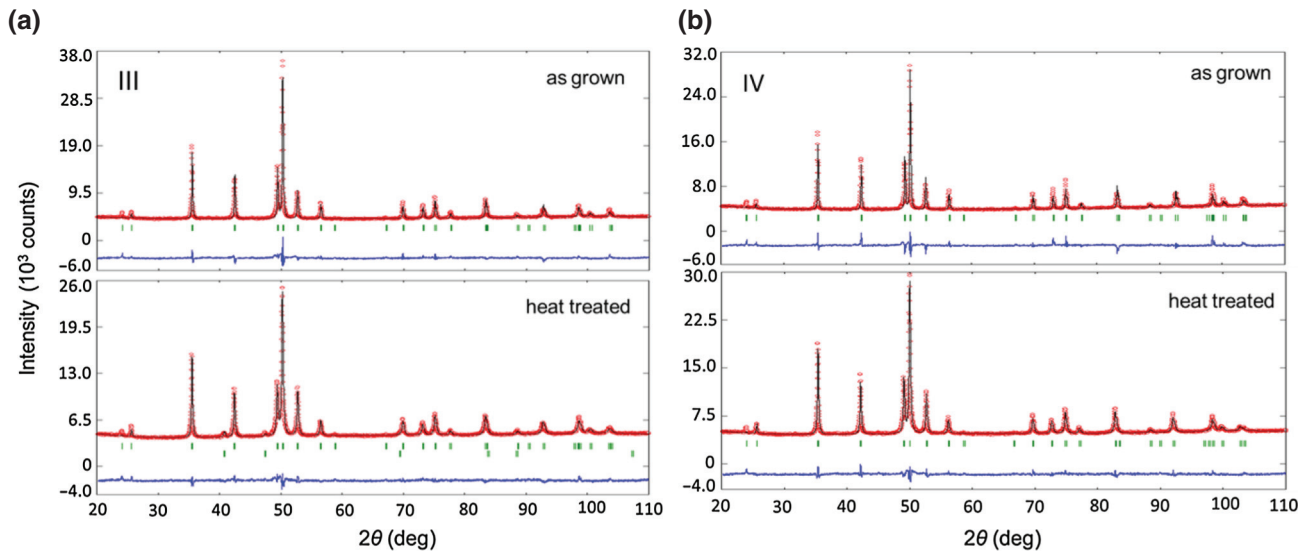 (a)
III
as grown
38.0
28.5
19.0
9.5
0
−6.0
heat treated
26.0
19.5
13.0
6.5
0
−4.0
Intensity (10³ counts)
20 30 40 50 60 70 80 90 100 110
2θ (deg)
(b)
IV
as grown
32.0
24.0
16.0
8.0
0
−6.0
heat treated
30.0
22.5
15.0
7.5
0
−4.0
20 30 40 50 60 70 80 90 100 110
2θ (deg)